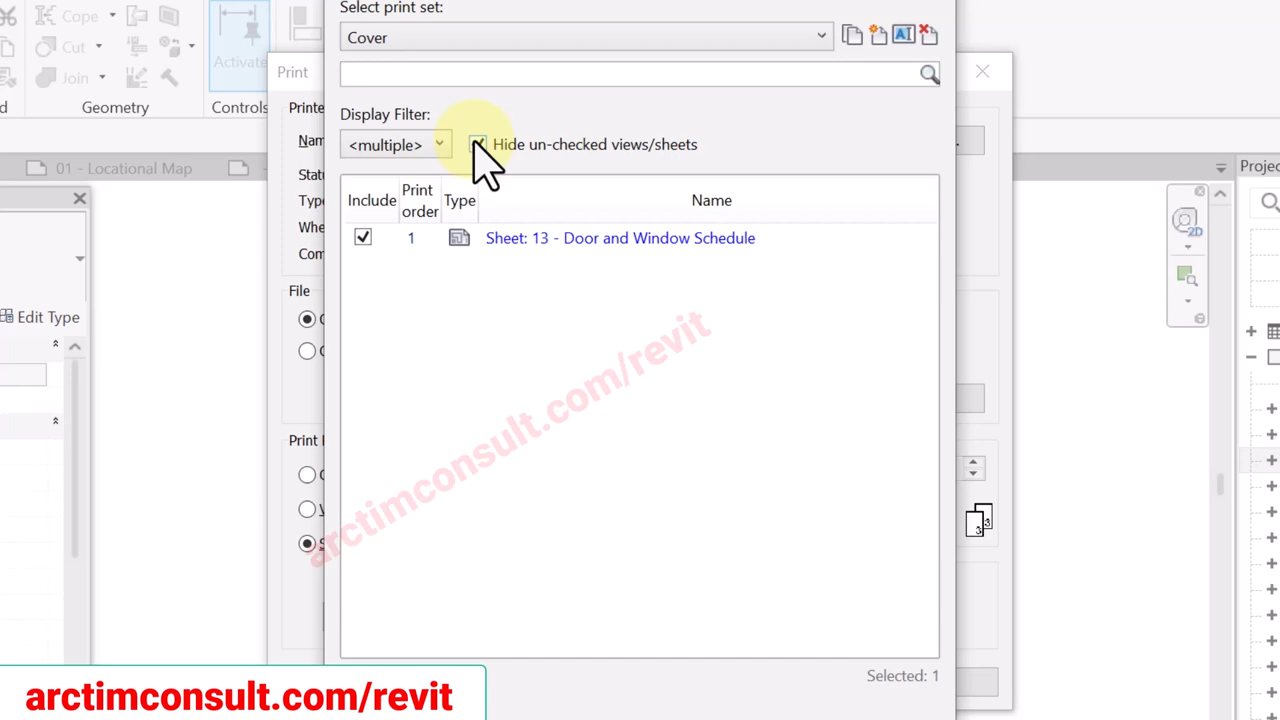 Select print set:
Cope
Cover
Cut
Activate
Join
Print
Geometry
Controls
Display Filter:
<multiple>
Hide un-checked views/sheets
01 - Locational Map
Include
Print order
Type
Name
1
Sheet: 13 - Door and Window Schedule
File
Edit Type
2D
arctimconsult.com/revit
Selected: 1
arctimconsult.com/revit